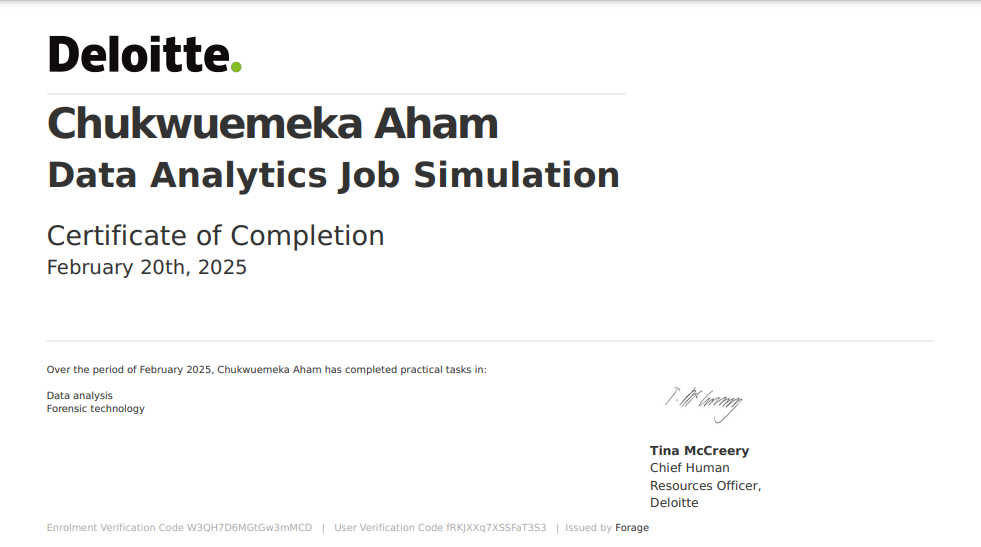 Deloitte.
Chukwuemeka Aham
Data Analytics Job Simulation
Certificate of Completion
February 20th, 2025
Over the period of February 2025, Chukwuemeka Aham has completed practical tasks in:
Data analysis
Forensic technology
T. McCreery
Tina McCreery
Chief Human
Resources Officer,
Deloitte
Enrolment Verification Code W3QH7D6MGtGw3mMCD | User Verification Code fRKJXXq7XSSFaT3S3 | Issued by Forage